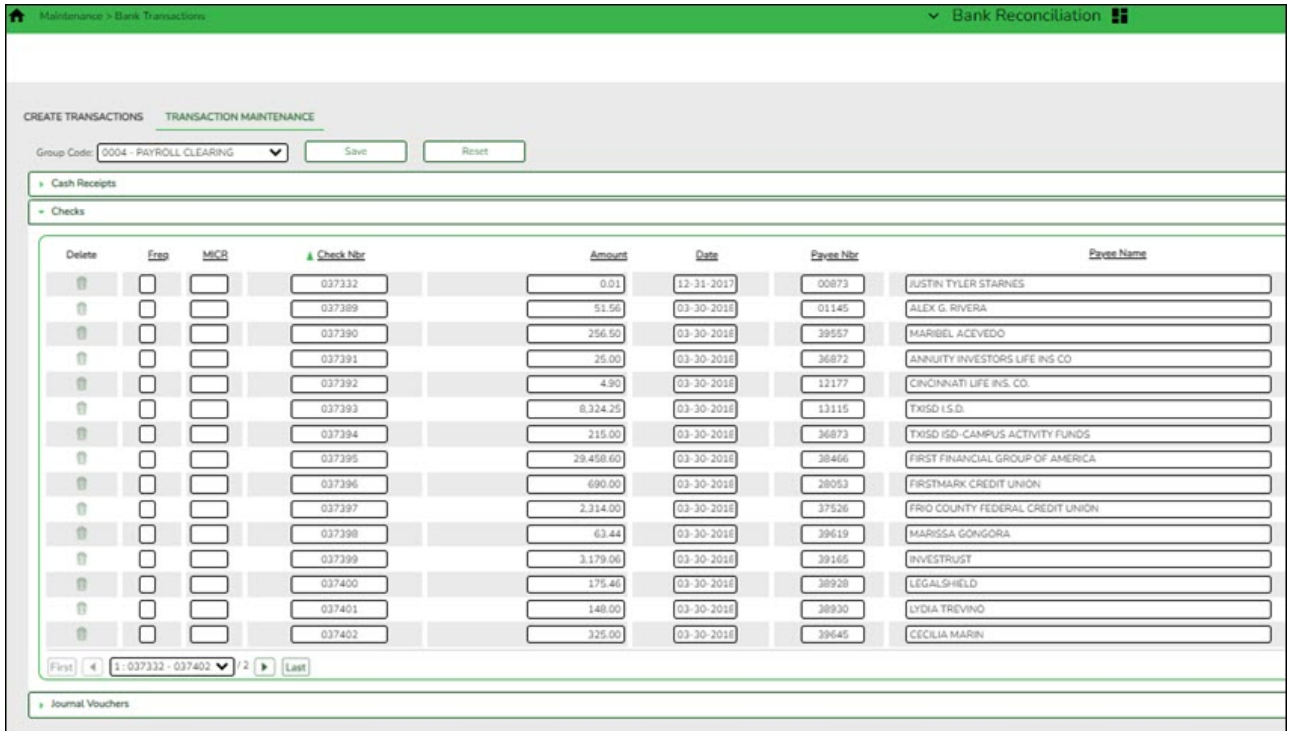 Maintenance > Bank Transactions
Bank Reconciliation
CREATE TRANSACTIONS TRANSACTION MAINTENANCE
Group Code: 0004 - PAYROLL CLEARING Save Reset
Cash Receipts
Checks
Delete Freq MICR Check Nbr Amount Date Payee Nbr Payee Name
037332 0.01 12-31-2017 00873 JUSTIN TYLER STARNES
037389 51.56 03-30-2018 01145 ALEX G. RIVERA
037390 256.50 03-30-2018 39557 MARIBEL ACEVEDO
037391 25.00 03-30-2018 36872 ANNUITY INVESTORS LIFE INS CO
037392 4.90 03-30-2018 12177 CINCINNATI LIFE INS. CO.
037393 8,324.25 03-30-2018 13115 TXISD I.S.D.
037394 215.00 03-30-2018 36873 TXISD ISD-CAMPUS ACTIVITY FUNDS
037395 29,458.60 03-30-2018 38466 FIRST FINANCIAL GROUP OF AMERICA
037396 690.00 03-30-2018 28053 FIRSTMARK CREDIT UNION
037397 2,314.00 03-30-2018 37526 FRIO COUNTY FEDERAL CREDIT UNION
037398 63.44 03-30-2018 39619 MARISSA GONGORA
037399 3,179.06 03-30-2018 39165 INVESTRUST
037400 175.46 03-30-2018 38928 LEGALSHIELD
037401 148.00 03-30-2018 38930 LYDIA TREVINO
037402 325.00 03-30-2018 39645 CECILIA MARIN
First 1 : 037332 - 037402 / 2 Last
Journal Vouchers